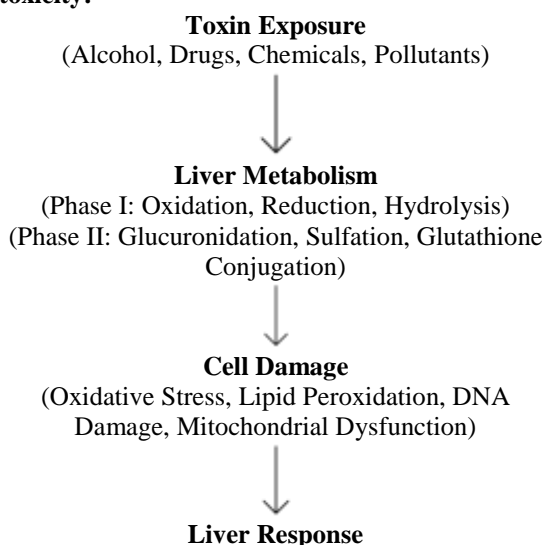 toxicity:
Toxin Exposure
(Alcohol, Drugs, Chemicals, Pollutants)
Liver Metabolism
(Phase I: Oxidation, Reduction, Hydrolysis)
(Phase II: Glucuronidation, Sulfation, Glutathione
Conjugation)
Cell Damage
(Oxidative Stress, Lipid Peroxidation, DNA
Damage, Mitochondrial Dysfunction)
Liver Response